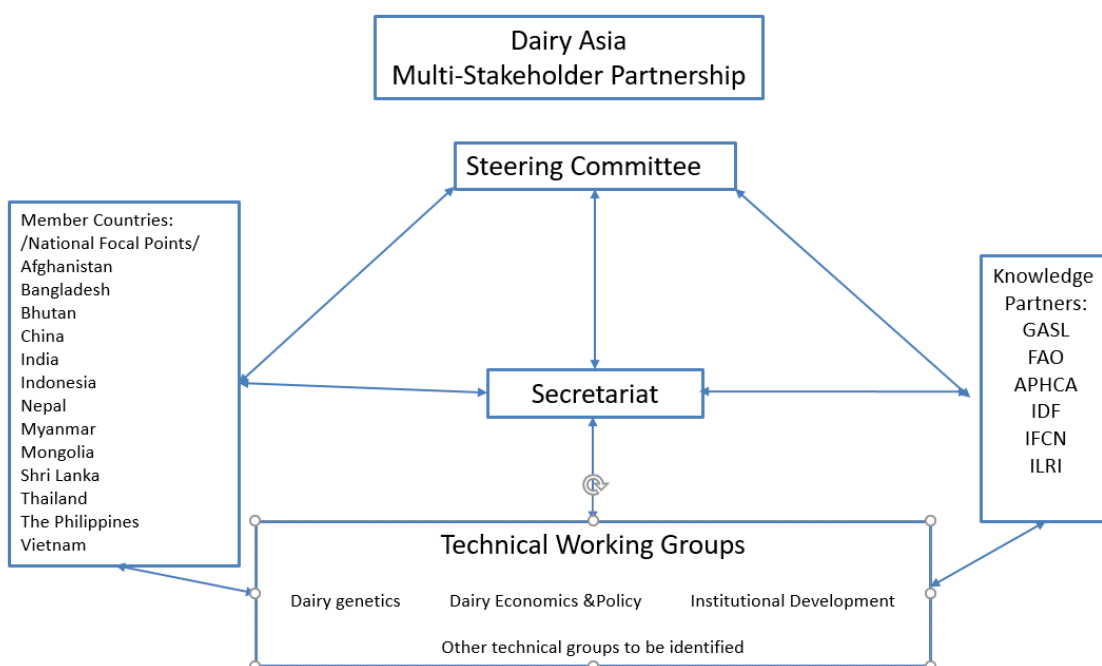 Dairy Asia
Multi-Stakeholder Partnership
Steering Committee
Member Countries:
/National Focal Points/
Afghanistan
Bangladesh
Bhutan
China
India
Indonesia
Nepal
Myanmar
Mongolia
Shri Lanka
Thailand
The Philippines
Vietnam
Secretariat
Knowledge
Partners:
GASL
FAO
APHCA
IDF
IFCN
ILRI
Technical Working Groups
Dairy genetics Dairy Economics &Policy Institutional Development
Other technical groups to be identified